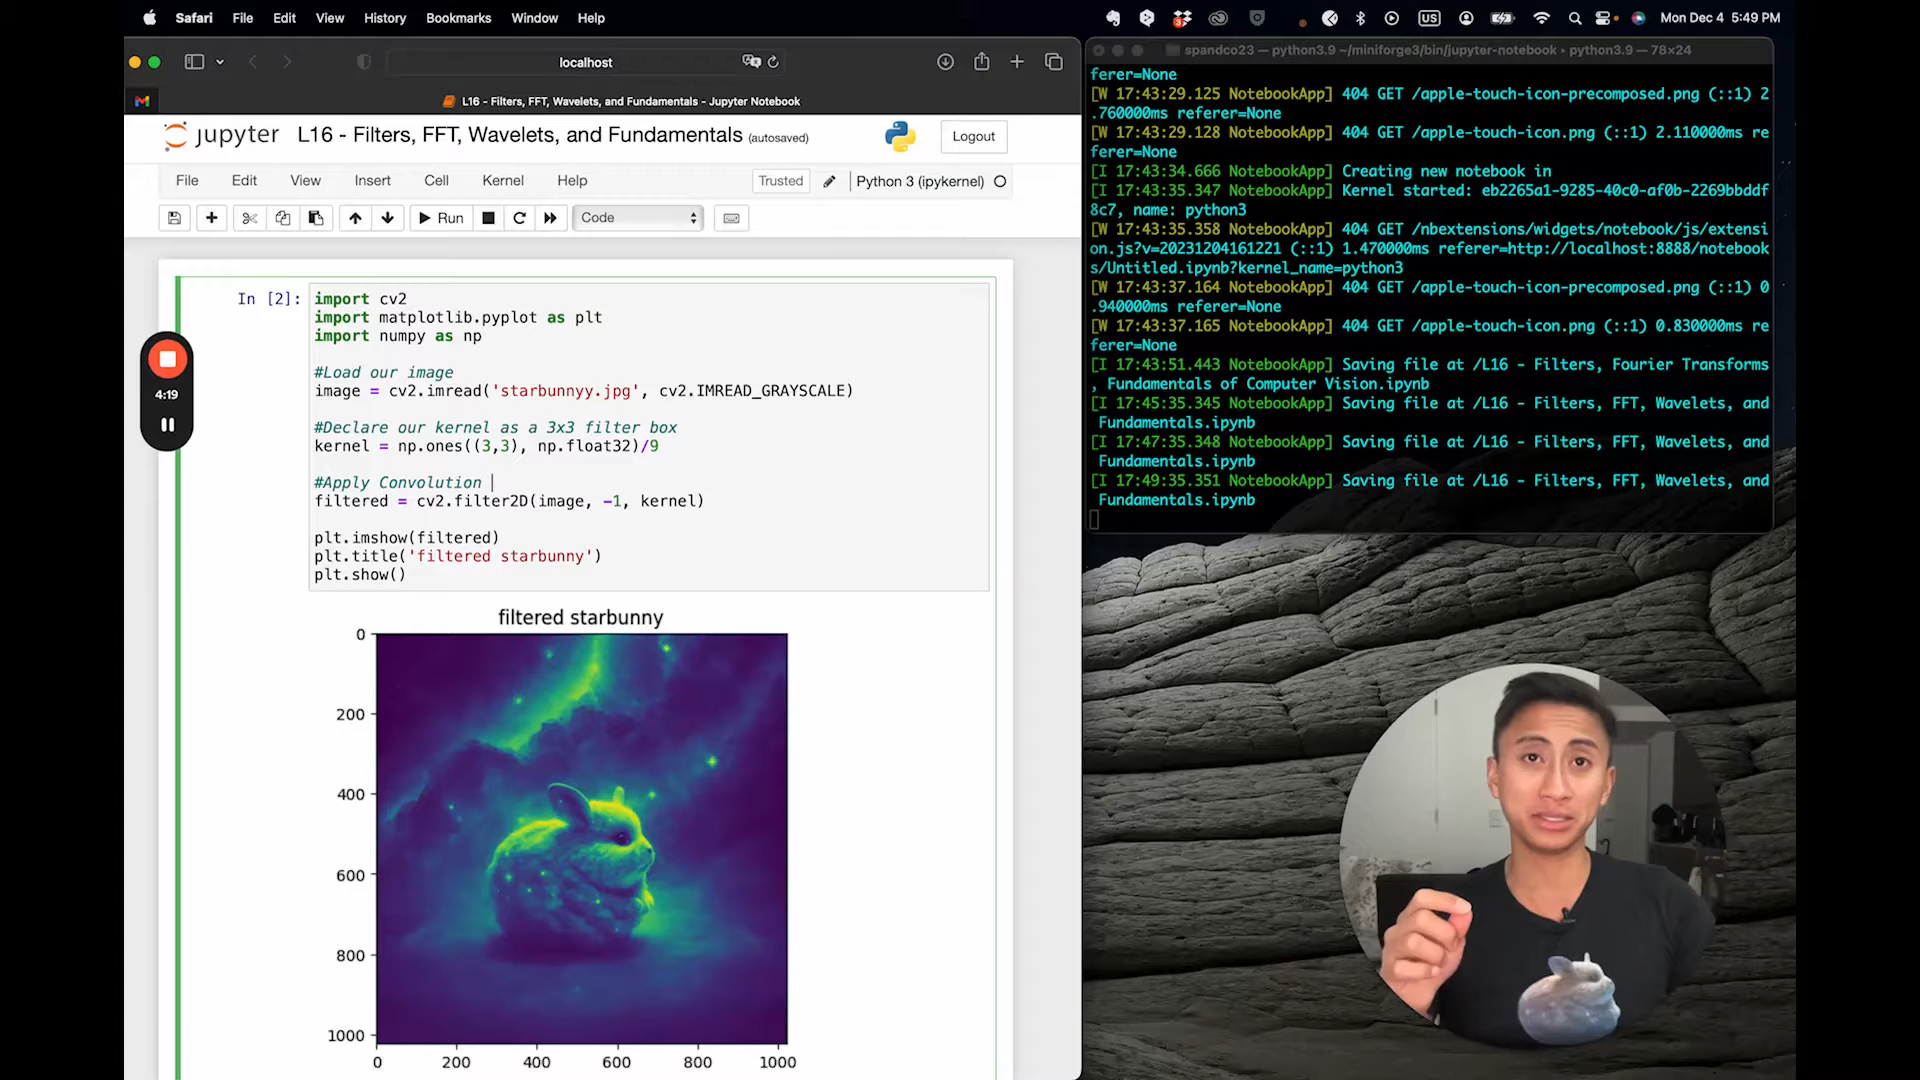 Safari File Edit View History Bookmarks Window Help
US Mon Dec 4 5:49 PM
localhost
L16 - Filters, FFT, Wavelets, and Fundamentals - Jupyter Notebook
jupyter L16 - Filters, FFT, Wavelets, and Fundamentals (autosaved)
Logout
File Edit View Insert Cell Kernel Help
Trusted Python 3 (ipykernel)
Run Code
4:19
In [2]:
import cv2
import matplotlib.pyplot as plt
import numpy as np
#Load our image
image = cv2.imread('starbunnyy.jpg', cv2.IMREAD_GRAYSCALE)
#Declare our kernel as a 3x3 filter box
kernel = np.ones((3,3), np.float32)/9
#Apply Convolution
filtered = cv2.filter2D(image, -1, kernel)
plt.imshow(filtered)
plt.title('filtered starbunny')
plt.show()
filtered starbunny
0
200
400
600
800
1000
0 200 400 600 800 1000
spandco23 — python3.9 ~/miniforge3/bin/jupyter-notebook ▸ python3.9 — 78×24
ferer=None
[W 17:43:29.125 NotebookApp] 404 GET /apple-touch-icon-precomposed.png (::1) 2
.760000ms referer=None
[W 17:43:29.128 NotebookApp] 404 GET /apple-touch-icon.png (::1) 2.110000ms re
ferer=None
[I 17:43:34.666 NotebookApp] Creating new notebook in
[I 17:43:35.347 NotebookApp] Kernel started: eb2265a1-9285-40c0-af0b-2269bbddf
8c7, name: python3
[W 17:43:35.358 NotebookApp] 404 GET /nbextensions/widgets/notebook/js/extensi
on.js?v=20231204161221 (::1) 1.470000ms referer=http://localhost:8888/notebook
s/Untitled.ipynb?kernel_name=python3
[W 17:43:37.164 NotebookApp] 404 GET /apple-touch-icon-precomposed.png (::1) 0
.940000ms referer=None
[W 17:43:37.165 NotebookApp] 404 GET /apple-touch-icon.png (::1) 0.830000ms re
ferer=None
[I 17:43:51.443 NotebookApp] Saving file at /L16 - Filters, Fourier Transforms
, Fundamentals of Computer Vision.ipynb
[I 17:45:35.345 NotebookApp] Saving file at /L16 - Filters, FFT, Wavelets, and
Fundamentals.ipynb
[I 17:47:35.348 NotebookApp] Saving file at /L16 - Filters, FFT, Wavelets, and
Fundamentals.ipynb
[I 17:49:35.351 NotebookApp] Saving file at /L16 - Filters, FFT, Wavelets, and
Fundamentals.ipynb